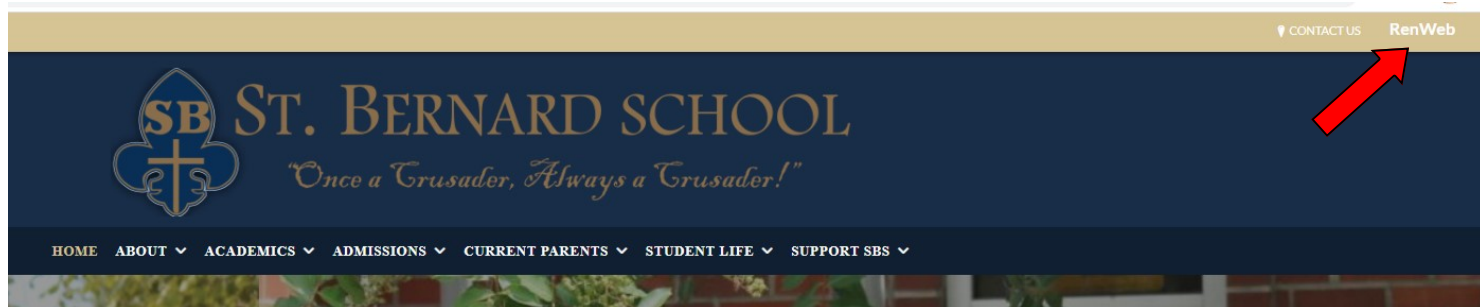 CONTACT US RenWeb
SB ST. BERNARD SCHOOL
"Once a Crusader, Always a Crusader!"
HOME ABOUT ACADEMICS ADMISSIONS CURRENT PARENTS STUDENT LIFE SUPPORT SBS